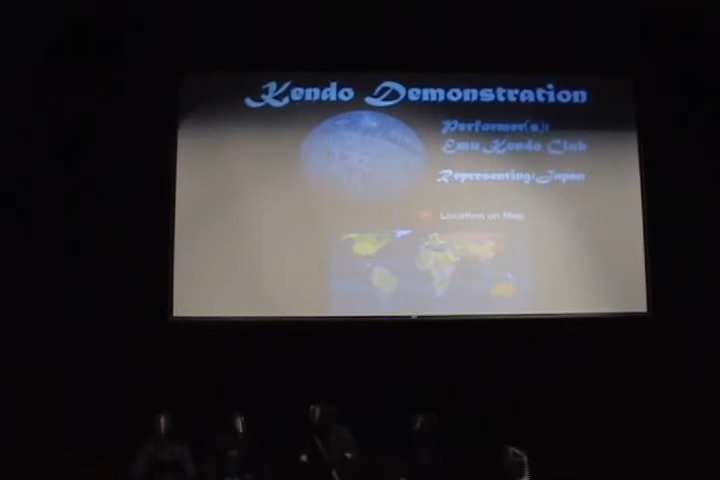 Kendo Demonstration
Performer(s):
Emu Kendo Club
Representing:Japan
Location on Map